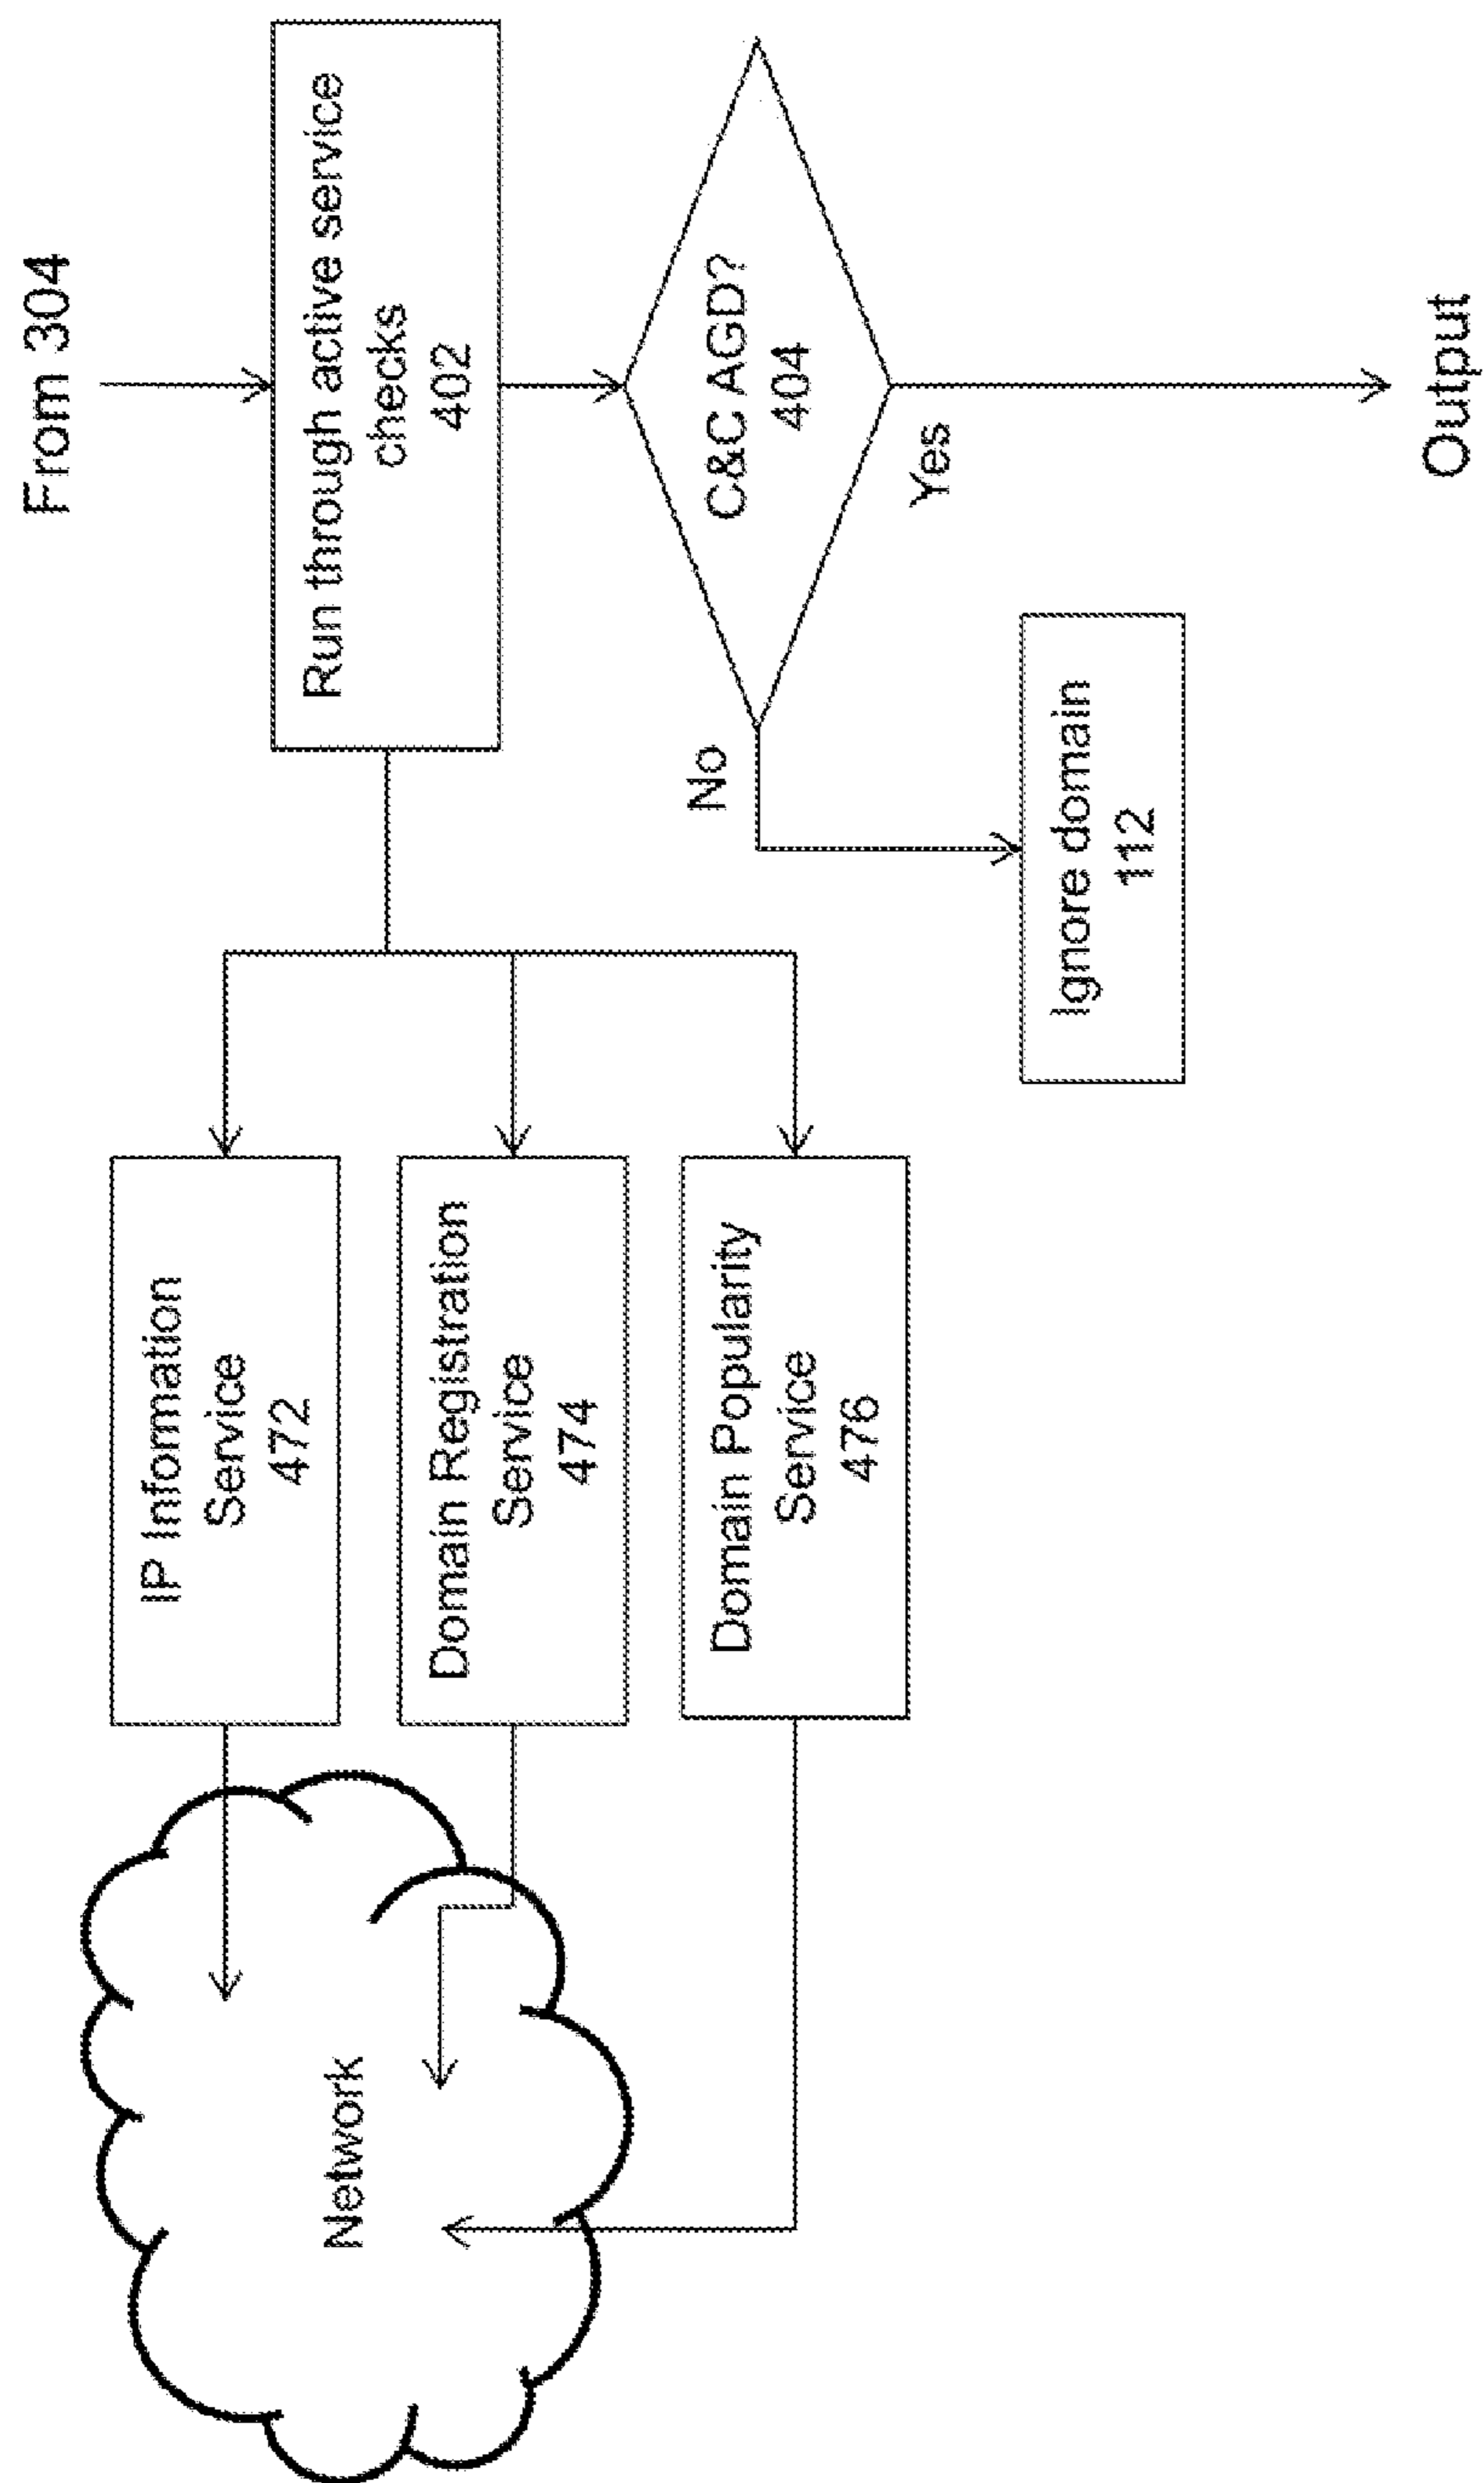 From 304
Run through active service
checks
402
C&C AGD?
404
Yes
No
Output
Ignore domain
112
IP Information
Service
472
Domain Registration
Service
474
Domain Popularity
Service
476
Network